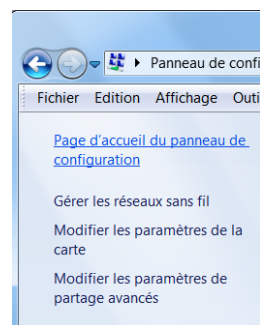 Panneau de confi
Fichier Edition Affichage Outi
Page d'accueil du panneau de
configuration
Gérer les réseaux sans fil
Modifier les paramètres de la
carte
Modifier les paramètres de
partage avancés